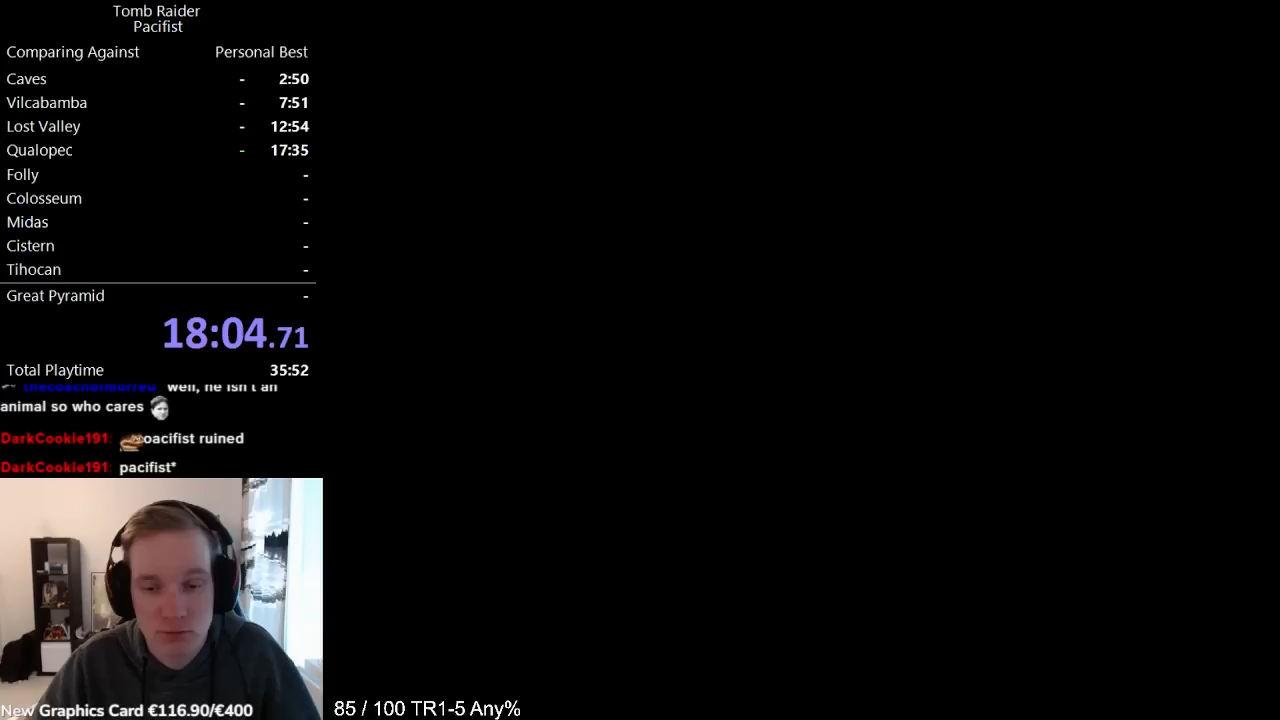 Tomb Raider
Pacifist
Comparing Against Personal Best
Caves - 2:50
Vilcabamba - 7:51
Lost Valley - 12:54
Qualopec - 17:35
Folly -
Colosseum -
Midas -
Cistern -
Tihocan -
Great Pyramid -
18:04.71
Total Playtime 35:52
well, he isn't an
animal so who cares
DarkCookie191: oacifist ruined
DarkCookie191: pacifist*
New Graphics Card €116.90/€400
85 / 100 TR1-5 Any%